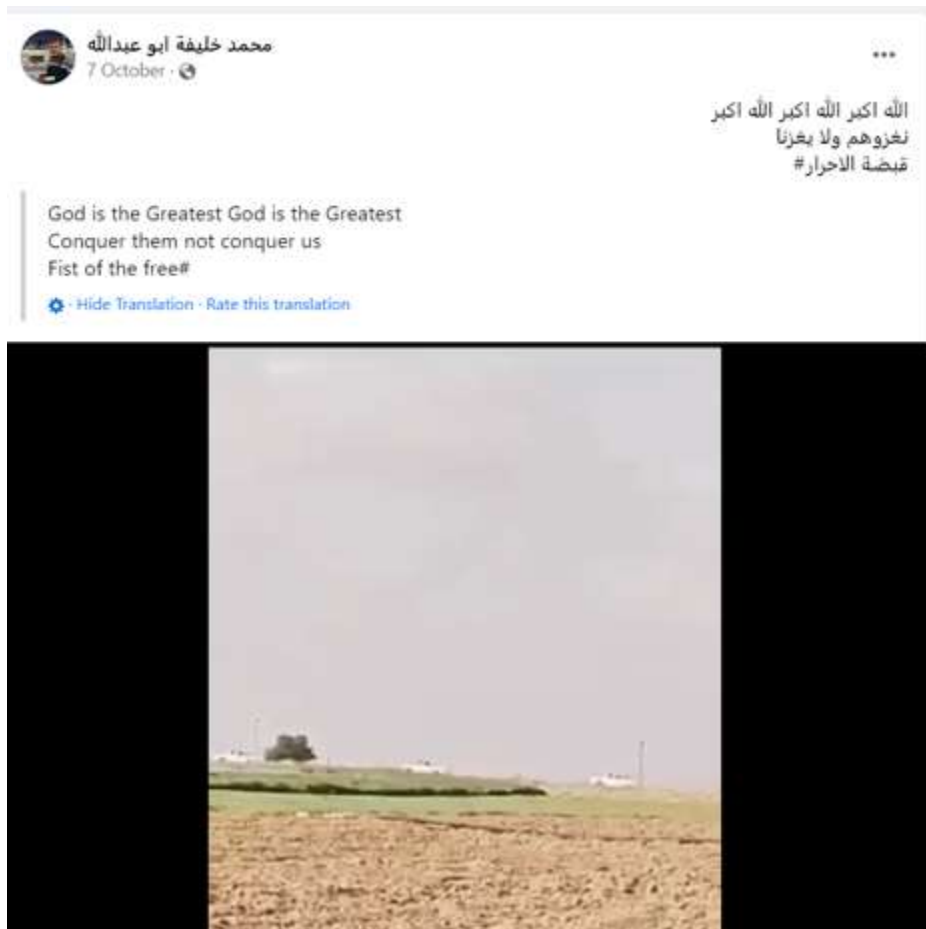 محمد خليفة ابو عبدالله
7 October ·
الله اكبر الله اكبر الله اكبر
نغزوهم ولا يغزنا
قبضة الاحرار#
God is the Greatest God is the Greatest
Conquer them not conquer us
Fist of the free#
· Hide Translation · Rate this translation